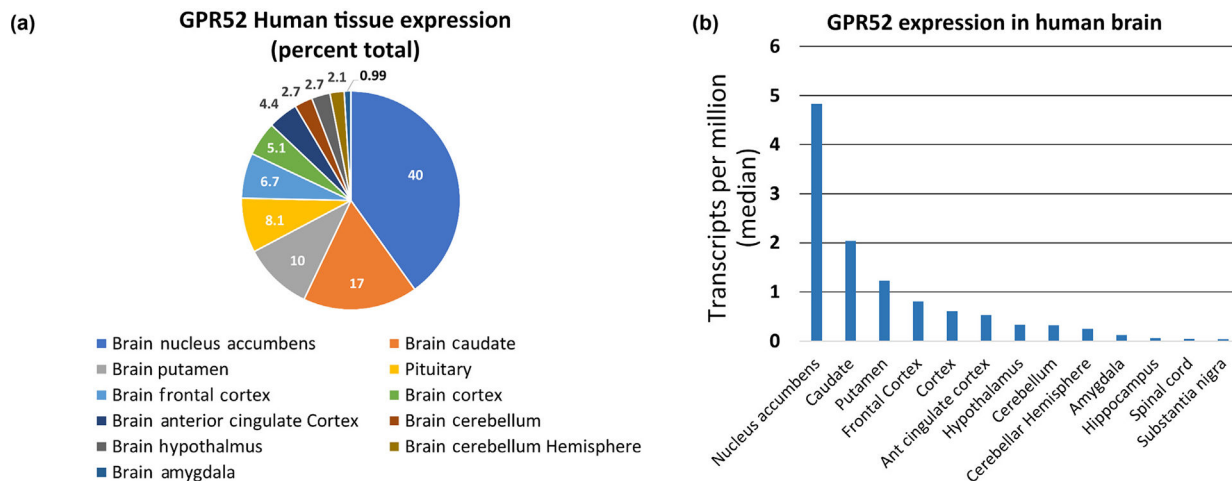 (a)
GPR52 Human tissue expression
(percent total)
4.4
2.7
2.7
2.1
0.99
5.1
6.7
8.1
10
17
40
Brain nucleus accumbens
Brain caudate
Brain putamen
Pituitary
Brain frontal cortex
Brain cortex
Brain anterior cingulate Cortex
Brain cerebellum
Brain hypothalmus
Brain cerebellum Hemisphere
Brain amygdala
(b)
GPR52 expression in human brain
Transcripts per million
(median)
6
5
4
3
2
1
0
Nucleus accumbens
Caudate
Putamen
Frontal Cortex
Cortex
Ant cingulate cortex
Hypothalamus
Cerebellum
Cerebellar Hemisphere
Amygdala
Hippocampus
Spinal cord
Substantia nigra